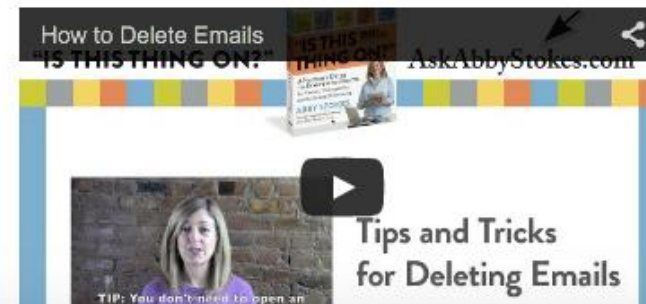 How to Delete Emails
"IS THIS THING ON?"
"IS THIS
THING ON?"
ABBY STOKES
AskAbbyStokes.com
Tips and Tricks
for Deleting Emails
TIP: You don't need to open an